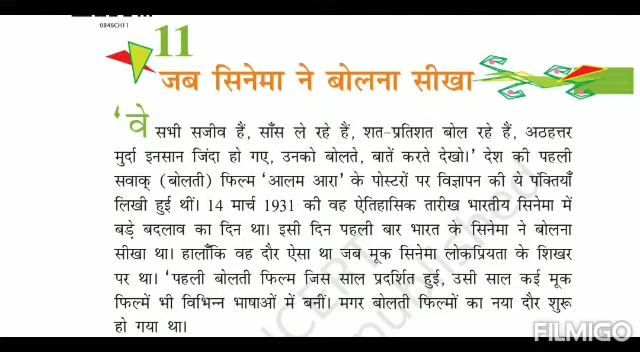 0846CH11
11
जब सिनेमा ने बोलना सीखा
'वे सभी सजीव हैं, साँस ले रहे हैं, शत-प्रतिशत बोल रहे हैं, अठहत्तर
मुर्दा इनसान ज़िंदा हो गए, उनको बोलते, बातें करते देखो।' देश की पहली
सवाक् (बोलती) फिल्म 'आलम आरा' के पोस्टरों पर विज्ञापन की ये पंक्तियाँ
लिखी हुई थीं। 14 मार्च 1931 की वह ऐतिहासिक तारीख भारतीय सिनेमा में
बड़े बदलाव का दिन था। इसी दिन पहली बार भारत के सिनेमा ने बोलना
सीखा था। हालाँकि वह दौर ऐसा था जब मूक सिनेमा लोकप्रियता के शिखर
पर था। 'पहली बोलती फिल्म जिस साल प्रदर्शित हुई, उसी साल कई मूक
फिल्में भी विभिन्न भाषाओं में बनीं। मगर बोलती फिल्मों का नया दौर शुरू
हो गया था।
NCERT
published
FILMIGO